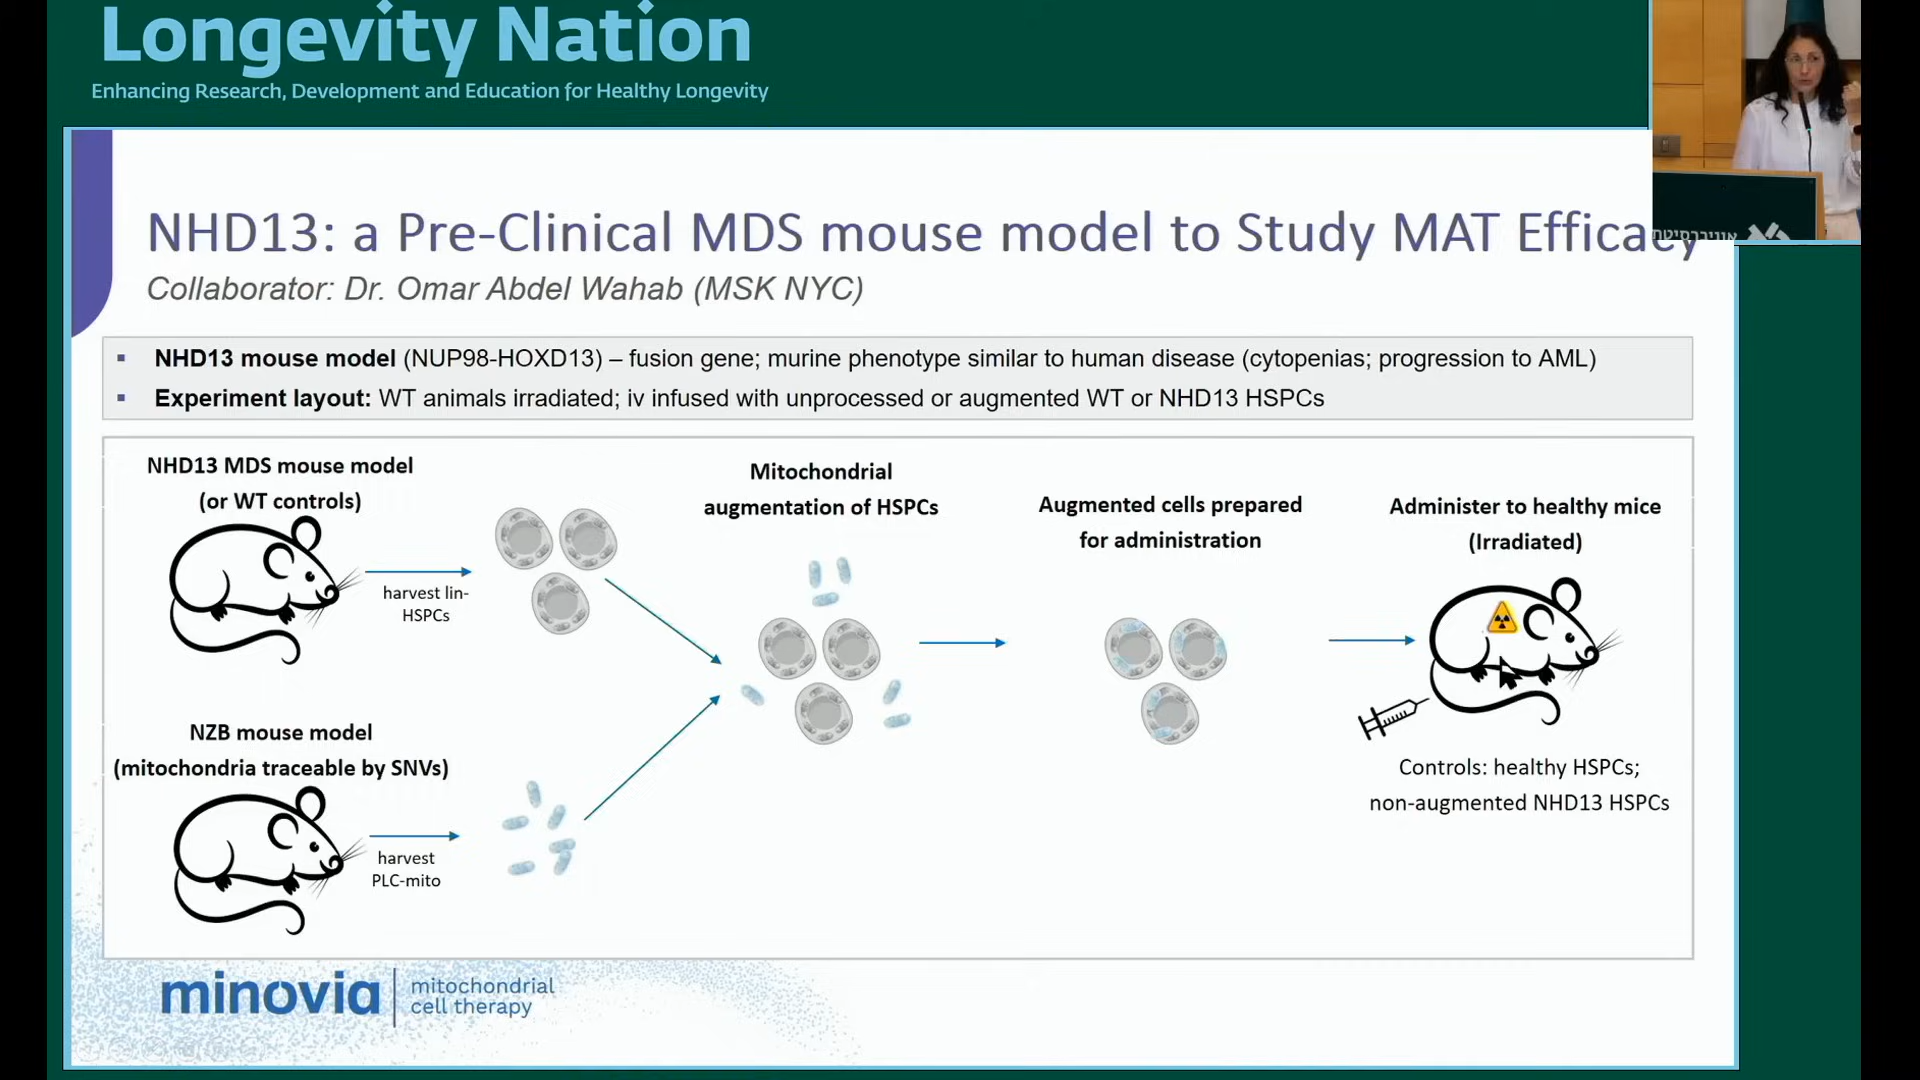 Longevity Nation
Enhancing Research, Development and Education for Healthy Longevity
NHD13: a Pre-Clinical MDS mouse model to Study MAT Efficacy
Collaborator: Dr. Omar Abdel Wahab (MSK NYC)
▪ NHD13 mouse model (NUP98-HOXD13) – fusion gene; murine phenotype similar to human disease (cytopenias; progression to AML)
▪ Experiment layout: WT animals irradiated; iv infused with unprocessed or augmented WT or NHD13 HSPCs
NHD13 MDS mouse model
(or WT controls)
harvest lin-
HSPCs
NZB mouse model
(mitochondria traceable by SNVs)
harvest
PLC-mito
Mitochondrial
augmentation of HSPCs
Augmented cells prepared
for administration
Administer to healthy mice
(Irradiated)
Controls: healthy HSPCs;
non-augmented NHD13 HSPCs
minovia
mitochondrial
cell therapy